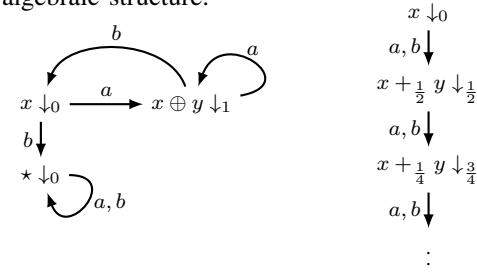 algebraic structure.
b
a
x ↓₀ a x ⊕ y ↓₁
b
⋆ ↓₀
a, b
x ↓₀
a, b
x +_{1/2} y ↓_{1/2}
a, b
x +_{1/4} y ↓_{3/4}
a, b
⋮